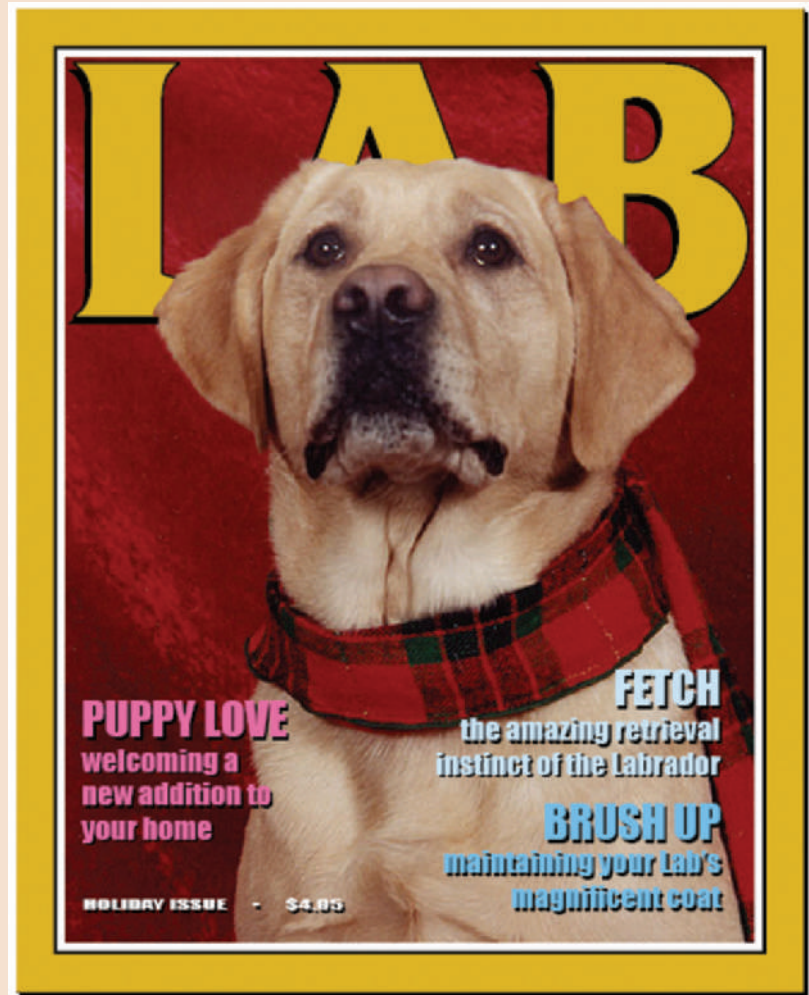 LAB
PUPPY LOVE
welcoming a
new addition to
your home
FETCH
the amazing retrieval
instinct of the Labrador
BRUSH UP
maintaining your Lab's
magnificent coat
HOLIDAY ISSUE - $4.95